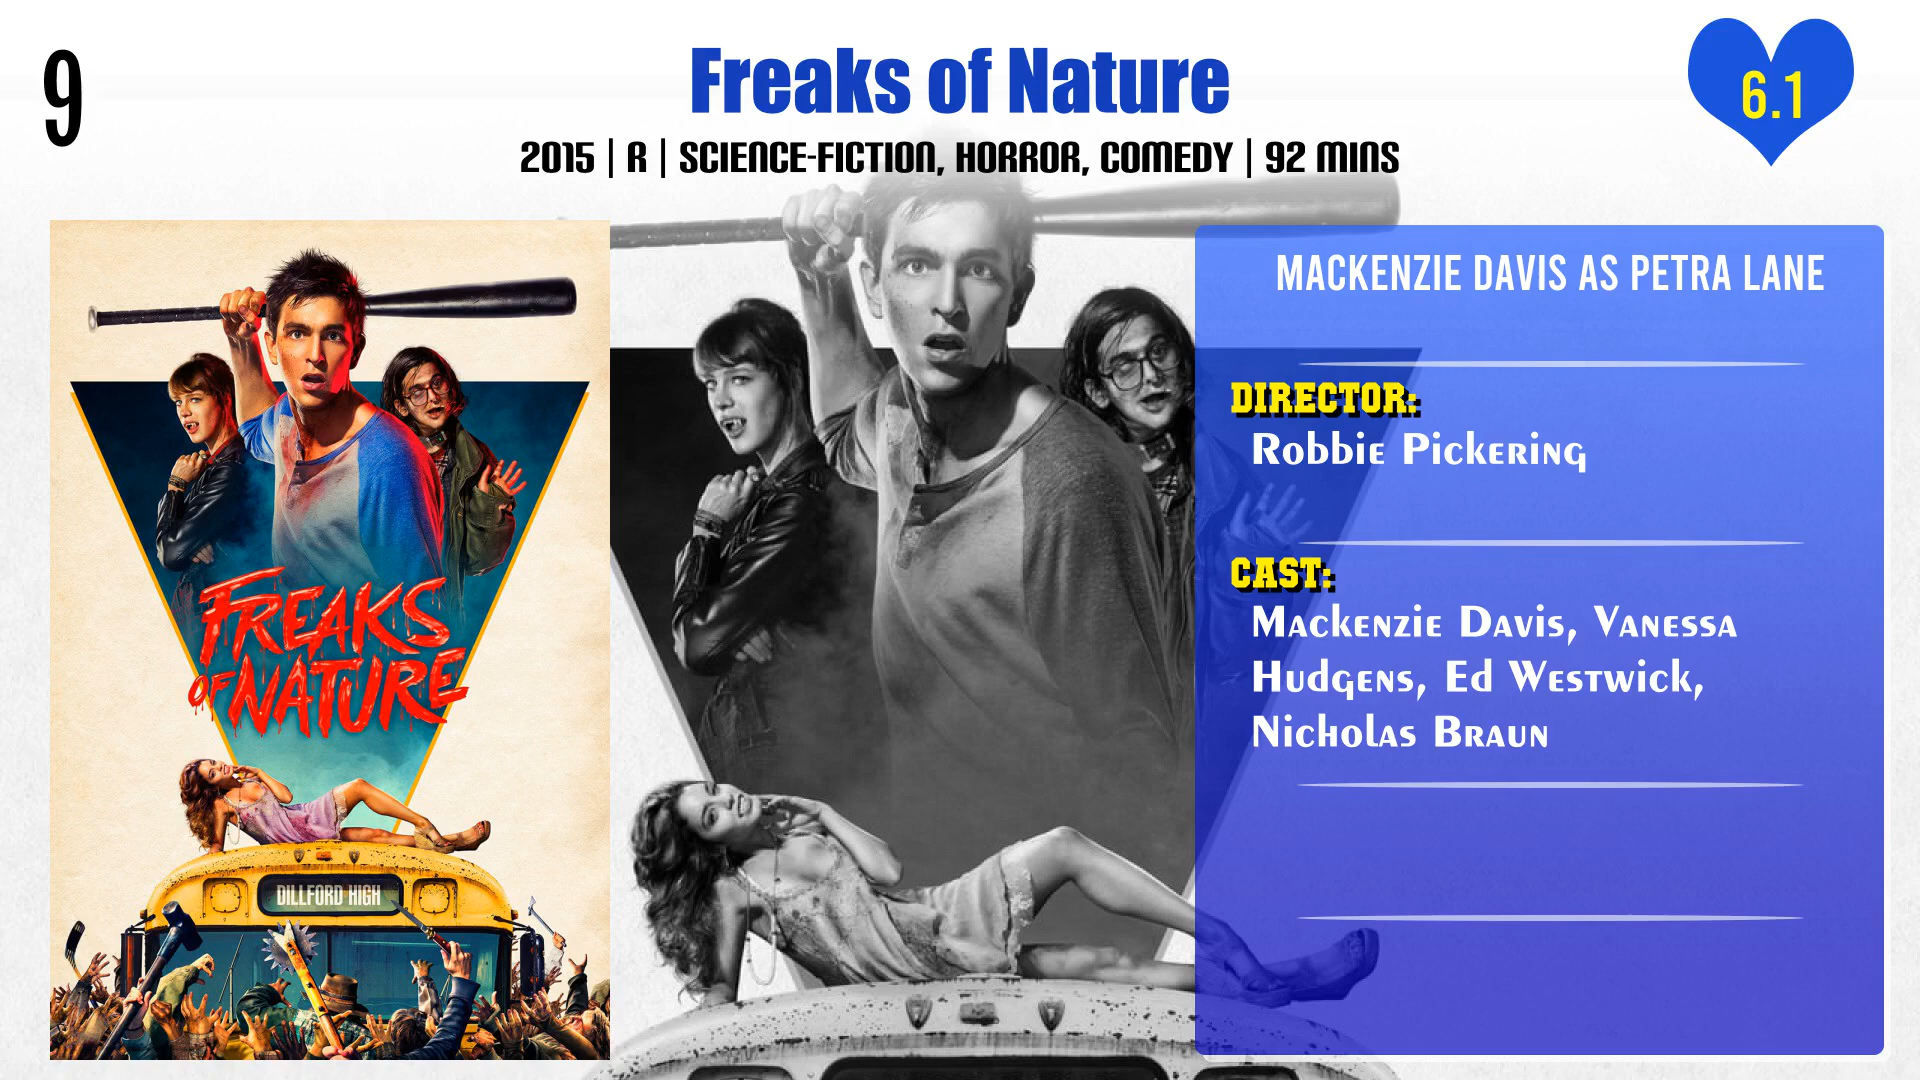 9
Freaks of Nature
6.1
2015 | R | SCIENCE-FICTION, HORROR, COMEDY | 92 MINS
FREAKS
OF NATURE
DILLFORD HIGH
MACKENZIE DAVIS AS PETRA LANE
DIRECTOR:
Robbie Pickering
CAST:
Mackenzie Davis, Vanessa
Hudgens, Ed Westwick,
Nicholas Braun